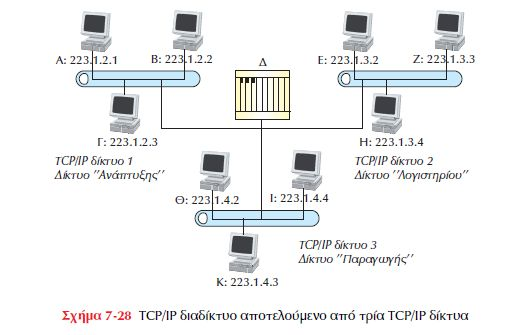 Α: 223.1.2.1
Β: 223.1.2.2
Δ
Ε: 223.1.3.2
Ζ: 223.1.3.3
Γ: 223.1.2.3
Η: 223.1.3.4
TCP/IP δίκτυο 1
Δίκτυο ''Ανάπτυξης''
TCP/IP δίκτυο 2
Δίκτυο ''Λογιστηρίου''
Θ: 223.1.4.2
Ι: 223.1.4.4
TCP/IP δίκτυο 3
Δίκτυο ''Παραγωγής''
Κ: 223.1.4.3
Σχήμα 7-28 TCP/IP διαδίκτυο αποτελούμενο από τρία TCP/IP δίκτυα